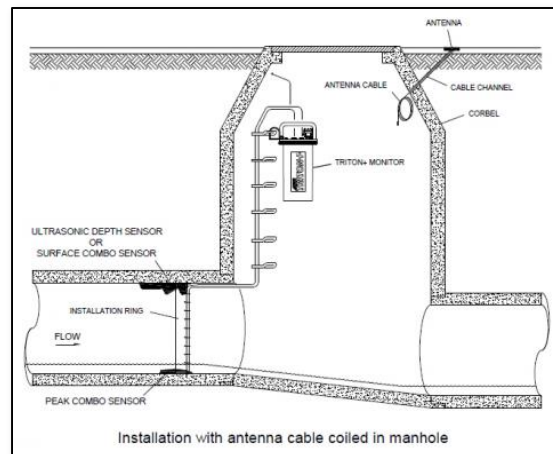 ANTENNA
ANTENNA CABLE
CABLE CHANNEL
CORBEL
TRITON+ MONITOR
ULTRASONIC DEPTH SENSOR
OR
SURFACE COMBO SENSOR
INSTALLATION RING
FLOW
PEAK COMBO SENSOR
Installation with antenna cable coiled in manhole